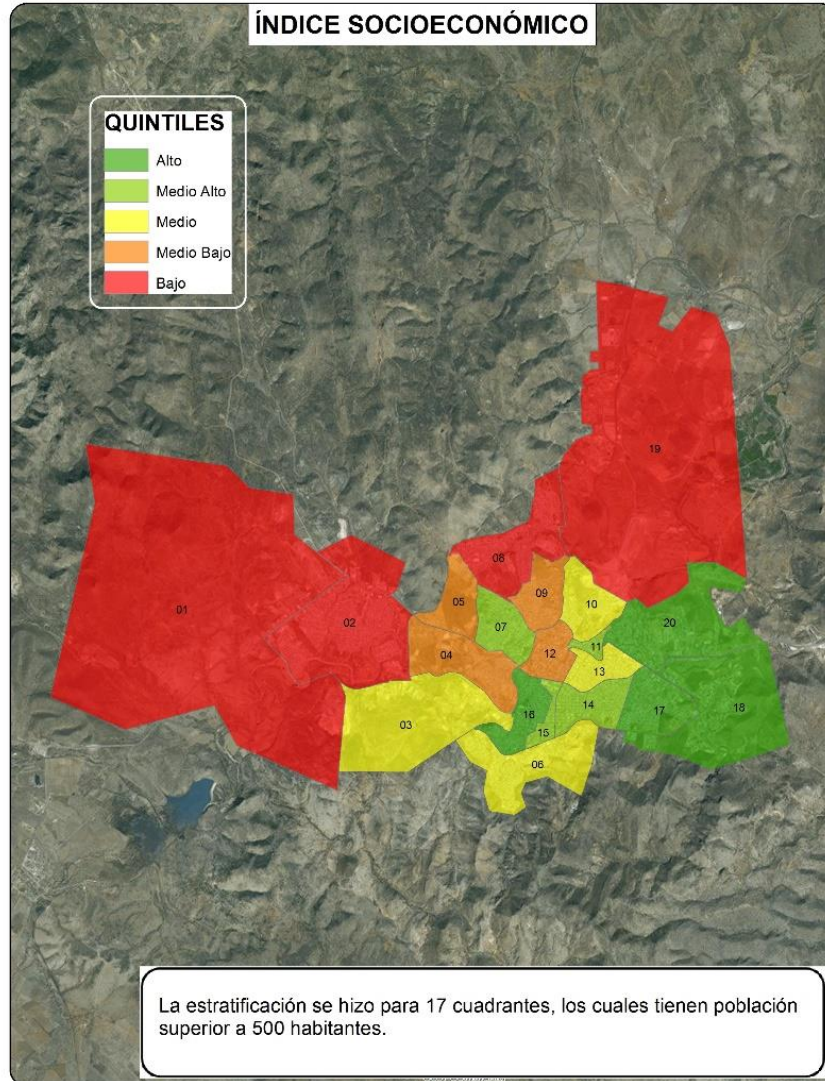 ÍNDICE SOCIOECONÓMICO
QUINTILES
Alto
Medio Alto
Medio
Medio Bajo
Bajo
19
08
01
05
09
10
02
07
20
11
04
12
13
16
14
17
18
03
15
06
La estratificación se hizo para 17 cuadrantes, los cuales tienen población
superior a 500 habitantes.